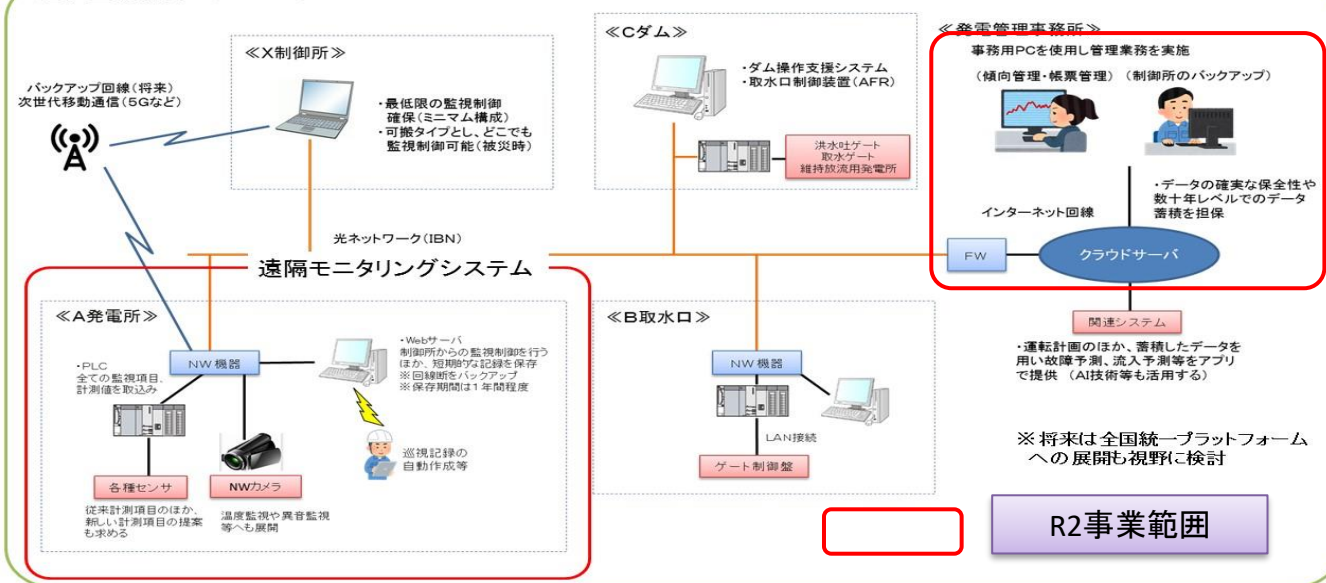 ≪X制御所≫
バックアップ回線(将来)
次世代移動通信(5Gなど)
・最低限の監視制御
確保(ミニマム構成)
・可搬タイプとし、どこでも
監視制御可能(被災時)
≪Cダム≫
・ダム操作支援システム
・取水口制御装置(AFR)
洪水吐ゲート
取水ゲート
維持放流用発電所
≪発電管理事務所≫
事務用PCを使用し管理業務を実施
(傾向管理・帳票管理)
(制御所のバックアップ)
・データの確実な保全性や
数十年レベルでのデータ
蓄積を担保
インターネット回線
FW
クラウドサーバ
光ネットワーク(IBN)
遠隔モニタリングシステム
≪A発電所≫
・PLC
全ての監視項目、
計測値を取込み
NW機器
・Webサーバ
制御所からの監視制御を行う
ほか、短期的な記録を保存
※回線断をバックアップ
※保存期間は1年間程度
巡視記録の
自動作成等
各種センサ
従来計測項目のほか、
新しい計測項目の提案
も求める
NWカメラ
温度監視や異音監視
等へも展開
≪B取水口≫
NW機器
LAN接続
ゲート制御盤
関連システム
・運転計画のほか、蓄積したデータを
用い故障予測、流入予測等をアプリ
で提供 (AI技術等も活用する)
※将来は全国統一プラットフォーム
への展開も視野に検討
R2事業範囲